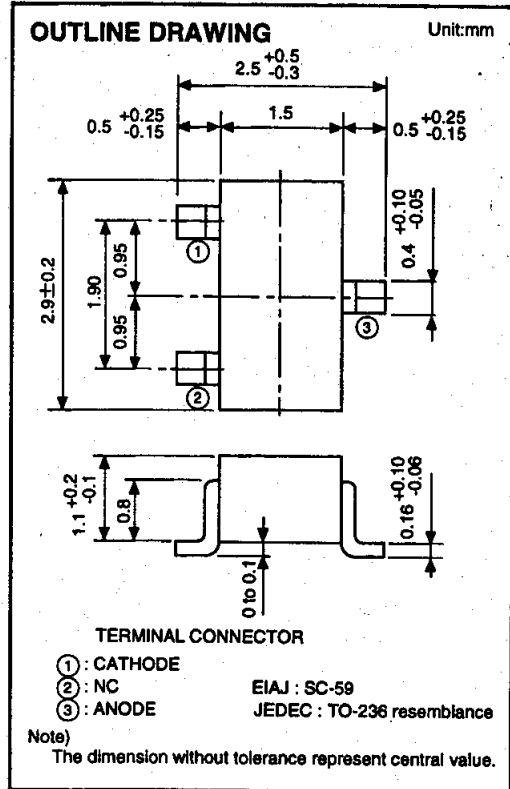 OUTLINE DRAWING Unit:mm
2.5 +0.5 -0.3
0.5 +0.25 -0.15 1.5 0.5 +0.25 -0.15
2.9±0.2
1.90
0.95
0.95
0.4 +0.10 -0.05
①
②
③
1.1 +0.2 -0.1
0.8
0 to 0.1
0.16 +0.10 -0.06
TERMINAL CONNECTOR
① : CATHODE
② : NC EIAJ : SC-59
③ : ANODE JEDEC : TO-236 resemblance
Note)
The dimension without tolerance represent central value.